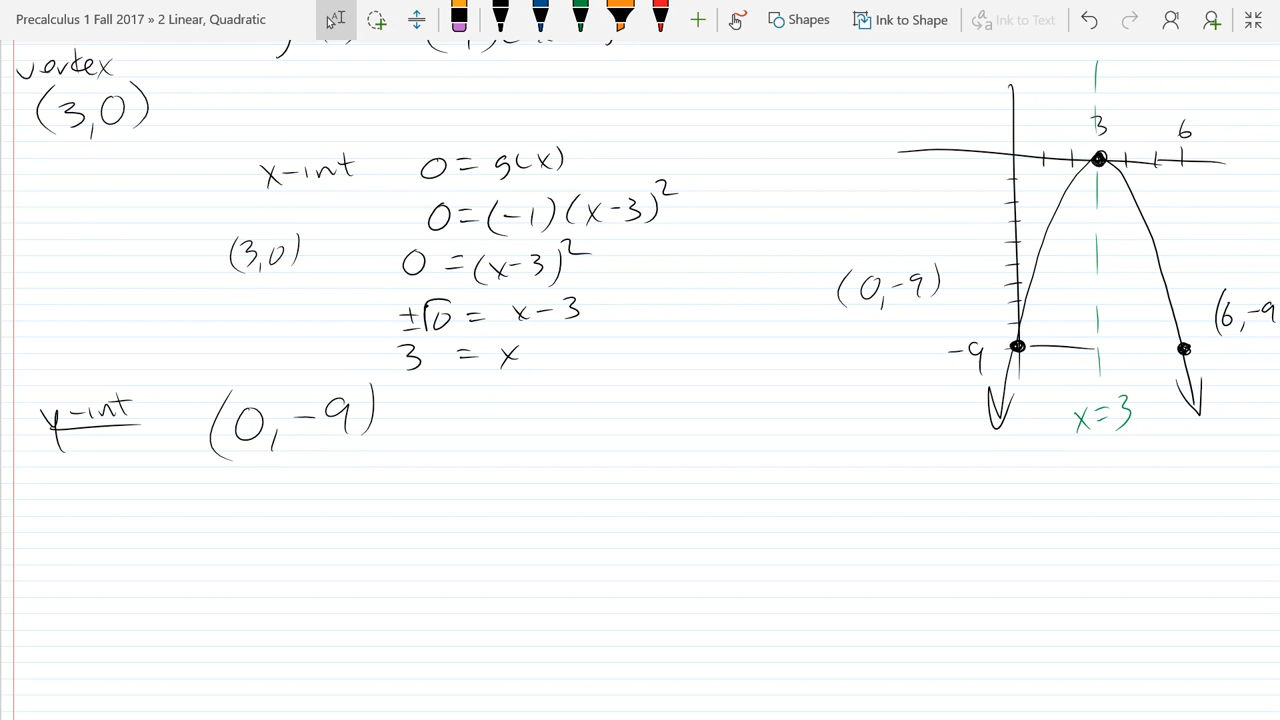 Precalculus 1 Fall 2017 » 2 Linear, Quadratic
Shapes
Ink to Shape
Ink to Text
vertex
(3,0)
x-int 0 = g(x)
0 = (-1)(x-3)²
(3,0) 0 = (x-3)²
±√0 = x-3
3 = x
y-int (0,-9)
3
6
(0,-9)
(6,-9
-9
x=3